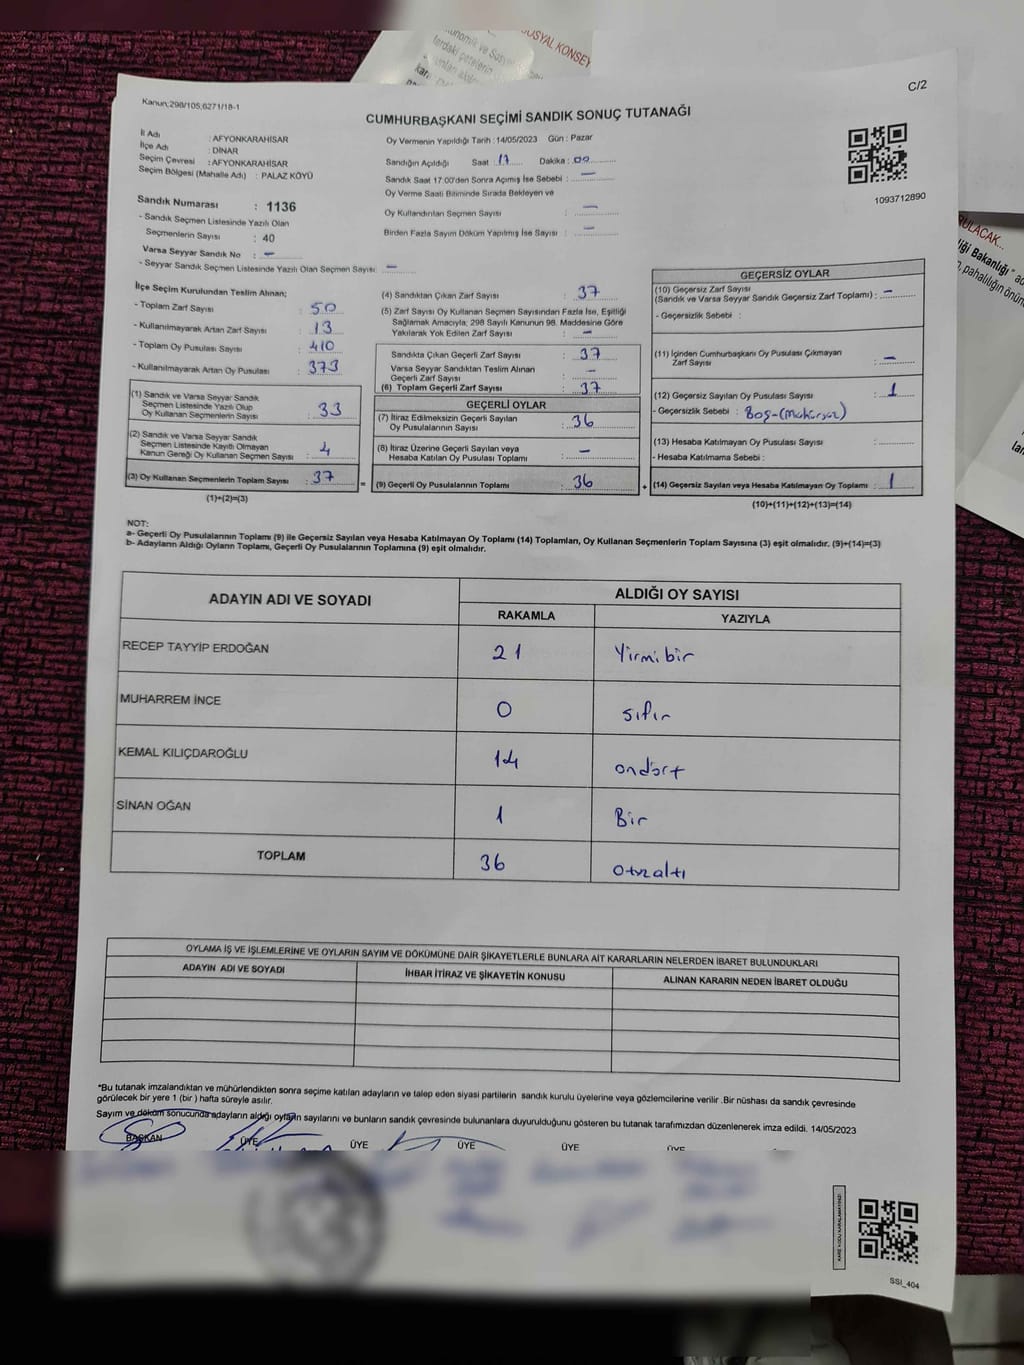 C/2
Kanun;298/105,6271/18-1
CUMHURBAŞKANI SEÇİMİ SANDIK SONUÇ TUTANAĞI
İl Adı : AFYONKARAHİSAR
İlçe Adı : DİNAR
Seçim Çevresi : AFYONKARAHİSAR
Seçim Bölgesi (Mahalle Adı) : PALAZ KÖYÜ
Oy Vermenin Yapıldığı Tarih :14/05/2023 Gün : Pazar
Sandığın Açıldığı Saat : 17 Dakika : 00
Sandık Saat 17:00'den Sonra Açımış İse Sebebi : —
Oy Verme Saati Bitiminde Sırada Bekleyen ve
Oy Kullandırılan Seçmen Sayısı : —
Birden Fazla Sayım Döküm Yapılmış İse Sayısı : —
1093712890
Sandık Numarası : 1136
- Sandık Seçmen Listesinde Yazılı Olan
Seçmenlerin Sayısı : 40
Varsa Seyyar Sandık No : —
- Seyyar Sandık Seçmen Listesinde Yazılı Olan Seçmen Sayısı : —
İlçe Seçim Kurulundan Teslim Alınan;
- Toplam Zarf Sayısı : 50
- Kullanılmayarak Artan Zarf Sayısı : 13
- Toplam Oy Pusulası Sayısı : 410
- Kullanılmayarak Artan Oy Pusulası : 373
(1) Sandık ve Varsa Seyyar Sandık
Seçmen Listesinde Yazılı Olup
Oy Kullanan Seçmenlerin Sayısı : 33
(2) Sandık ve Varsa Seyyar Sandık
Seçmen Listesinde Kayıtlı Olmayan
Kanun Gereği Oy Kullanan Seçmen Sayısı : 4
(3) Oy Kullanan Seçmenlerin Toplam Sayısı : 37
(1)+(2)=(3)
(4) Sandıktan Çıkan Zarf Sayısı : 37
(5) Zarf Sayısı Oy Kullanan Seçmen Sayısından Fazla İse, Eşitliği
Sağlamak Amacıyla; 298 Sayılı Kanunun 98. Maddesine Göre
Yakılarak Yok Edilen Zarf Sayısı : —
Sandıkta Çıkan Geçerli Zarf Sayısı : 37
Varsa Seyyar Sandıktan Teslim Alınan
Geçerli Zarf Sayısı : —
(6) Toplam Geçerli Zarf Sayısı : 37
GEÇERLİ OYLAR
(7) İtiraz Edilmeksizin Geçerli Sayılan
Oy Pusulalarının Sayısı : 36
(8) İtiraz Üzerine Geçerli Sayılan veya
Hesaba Katılan Oy Pusulası Toplamı : —
= (9) Geçerli Oy Pusulalarının Toplamı : 36
GEÇERSİZ OYLAR
(10) Geçersiz Zarf Sayısı
(Sandık ve Varsa Seyyar Sandık Geçersiz Zarf Toplamı) : —
- Geçersizlik Sebebi :
(11) İçinden Cumhurbaşkanı Oy Pusulası Çıkmayan
Zarf Sayısı : —
(12) Geçersiz Sayılan Oy Pusulası Sayısı : 1
- Geçersizlik Sebebi : Boş-(Mühürsüz)
(13) Hesaba Katılmayan Oy Pusulası Sayısı :
- Hesaba Katılmama Sebebi :
+ (14) Geçersiz Sayılan veya Hesaba Katılmayan Oy Toplamı : 1
(10)+(11)+(12)+(13)=(14)
NOT:
a- Geçerli Oy Pusulalarının Toplamı (9) ile Geçersiz Sayılan veya Hesaba Katılmayan Oy Toplamı (14) Toplamları, Oy Kullanan Seçmenlerin Toplam Sayısına (3) eşit olmalıdır. (9)+(14)=(3)
b- Adayların Aldığı Oyların Toplamı, Geçerli Oy Pusulalarının Toplamına (9) eşit olmalıdır.
ADAYIN ADI VE SOYADI ALDIĞI OY SAYISI
RAKAMLA YAZIYLA
RECEP TAYYİP ERDOĞAN 21 Yirmibir
MUHARREM İNCE 0 sıfır
KEMAL KILIÇDAROĞLU 14 ondört
SİNAN OĞAN 1 Bir
TOPLAM 36 otuzaltı
OYLAMA İŞ VE İŞLEMLERİNE VE OYLARIN SAYIM VE DÖKÜMÜNE DAİR ŞİKAYETLERLE BUNLARA AİT KARARLARIN NELERDEN İBARET BULUNDUKLARI
ADAYIN ADI VE SOYADI İHBAR İTİRAZ VE ŞİKAYETİN KONUSU ALINAN KARARIN NEDEN İBARET OLDUĞU
*Bu tutanak imzalandıktan ve mühürlendikten sonra seçime katılan adayların ve talep eden siyasi partilerin sandık kurulu üyelerine veya gözlemcilerine verilir .Bir nüshası da sandık çevresinde
görülecek bir yere 1 (bir ) hafta süreyle asılır.
Sayım ve döküm sonucunda adayların aldığı oyların sayılarını ve bunların sandık çevresinde bulunanlara duyurulduğunu gösteren bu tutanak tarafımızdan düzenlenerek imza edildi. 14/05/2023
BAŞKAN ÜYE ÜYE ÜYE ÜYE ÜYE
SSI_404